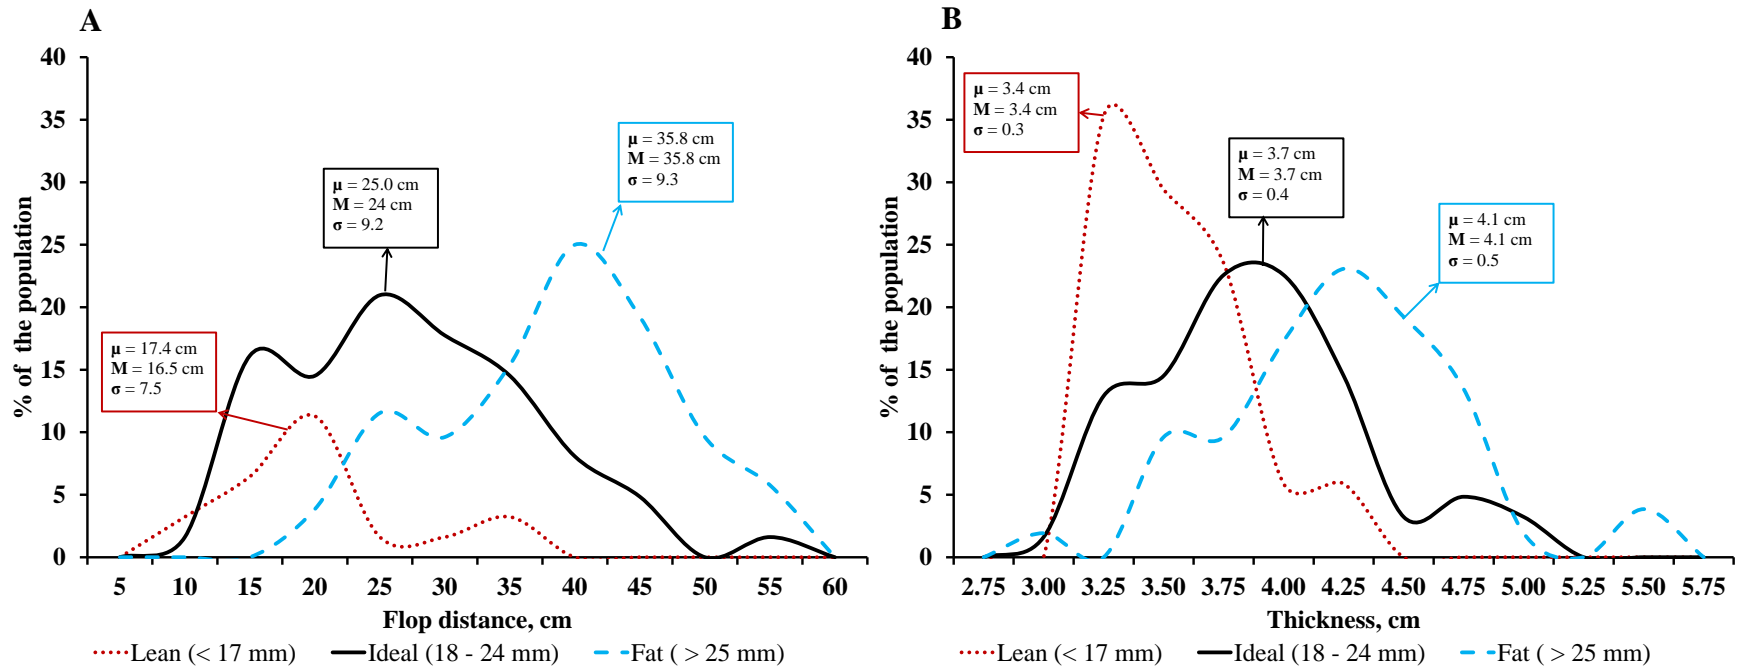 A
% of the population
40
35
30
25
20
15
10
5
0
μ = 17.4 cm
M = 16.5 cm
σ = 7.5
μ = 25.0 cm
M = 24 cm
σ = 9.2
μ = 35.8 cm
M = 35.8 cm
σ = 9.3
5 10 15 20 25 30 35 40 45 50 55 60
Flop distance, cm
Lean (< 17 mm) Ideal (18 - 24 mm) Fat ( > 25 mm)
B
% of the population
40
35
30
25
20
15
10
5
0
μ = 3.4 cm
M = 3.4 cm
σ = 0.3
μ = 3.7 cm
M = 3.7 cm
σ = 0.4
μ = 4.1 cm
M = 4.1 cm
σ = 0.5
2.75 3.00 3.25 3.50 3.75 4.00 4.25 4.50 4.75 5.25 5.50 5.75
Thickness, cm
Lean (< 17 mm) Ideal (18 - 24 mm) Fat ( > 25 mm)